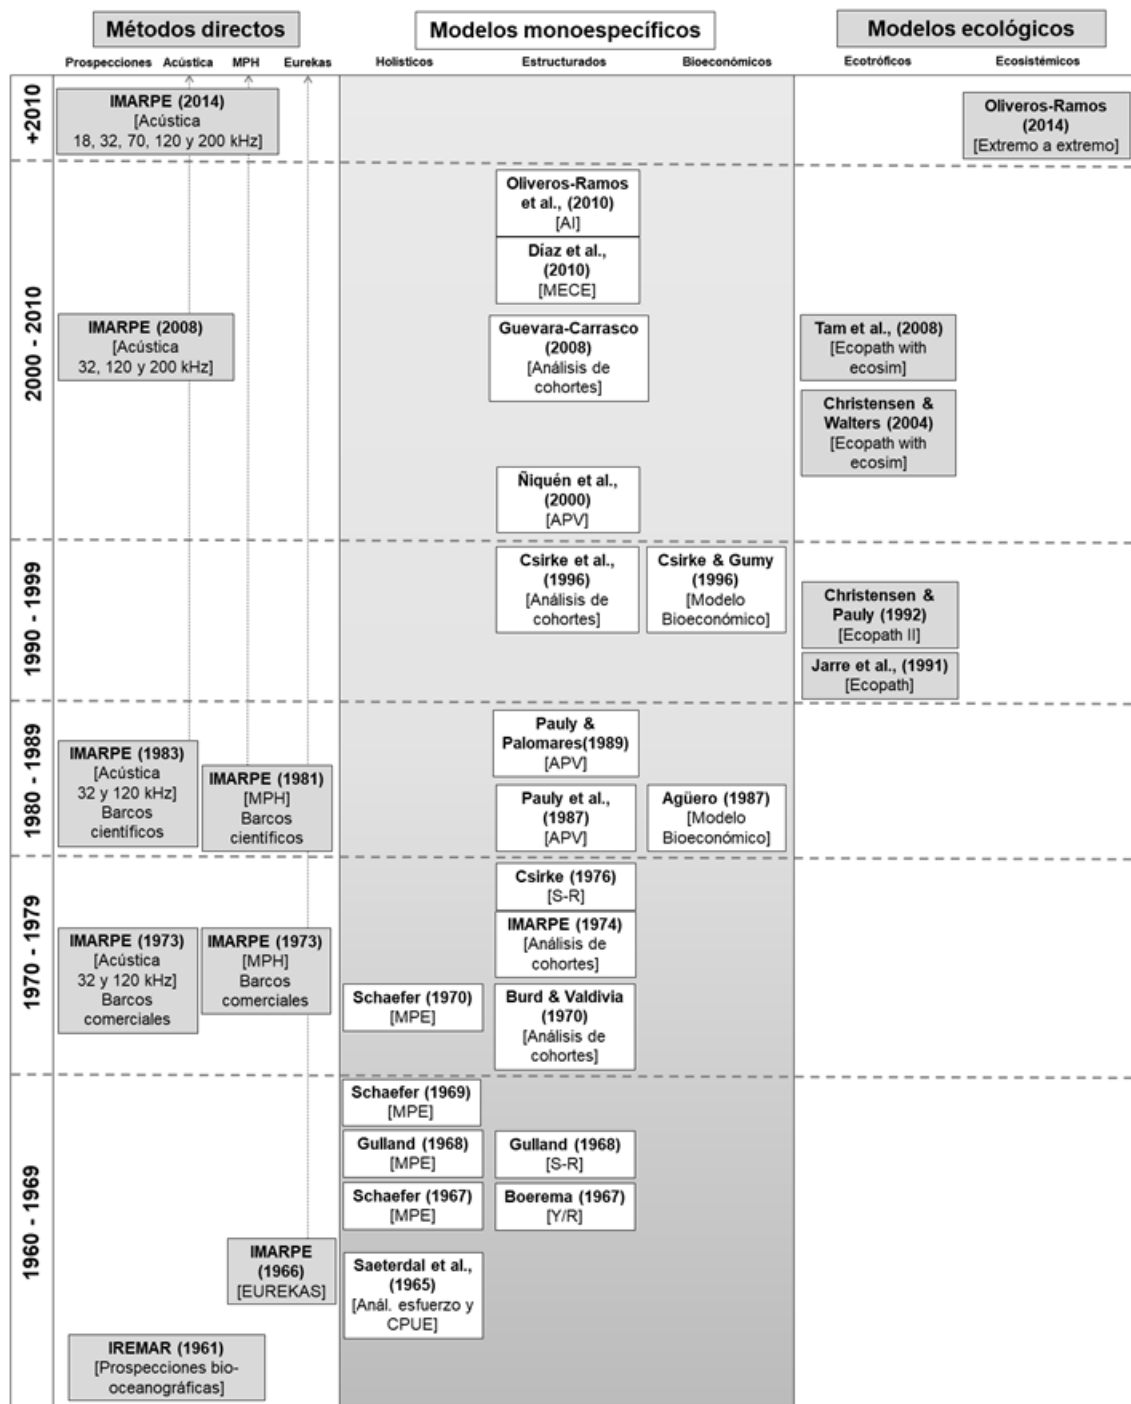 Métodos directos
Modelos monoespecíficos
Modelos ecológicos
Prospecciones Acústica MPH Eurekas
Holísticos Estructurados Bioeconómicos
Ecotróficos Ecosistémicos
+2010
IMARPE (2014)
[Acústica
18, 32, 70, 120 y 200 kHz]
Oliveros-Ramos
(2014)
[Extremo a extremo]
2000 - 2010
Oliveros-Ramos
et al., (2010)
[AI]
Díaz et al.,
(2010)
[MECE]
IMARPE (2008)
[Acústica
32, 120 y 200 kHz]
Guevara-Carrasco
(2008)
[Análisis de
cohortes]
Tam et al., (2008)
[Ecopath with
ecosim]
Christensen &
Walters (2004)
[Ecopath with
ecosim]
Ñiquén et al.,
(2000)
[APV]
1990 - 1999
Csirke et al.,
(1996)
[Análisis de
cohortes]
Csirke & Gumy
(1996)
[Modelo
Bioeconómico]
Christensen &
Pauly (1992)
[Ecopath II]
Jarre et al., (1991)
[Ecopath]
1980 - 1989
IMARPE (1983)
[Acústica
32 y 120 kHz]
Barcos
científicos
IMARPE (1981)
[MPH]
Barcos
científicos
Pauly &
Palomares(1989)
[APV]
Pauly et al.,
(1987)
[APV]
Agüero (1987)
[Modelo
Bioeconómico]
1970 - 1979
IMARPE (1973)
[Acústica
32 y 120 kHz]
Barcos
comerciales
IMARPE (1973)
[MPH]
Barcos
comerciales
Csirke (1976)
[S-R]
IMARPE (1974)
[Análisis de
cohortes]
Schaefer (1970)
[MPE]
Burd & Valdivia
(1970)
[Análisis de
cohortes]
1960 - 1969
Schaefer (1969)
[MPE]
Gulland (1968)
[MPE]
Gulland (1968)
[S-R]
Schaefer (1967)
[MPE]
Boerema (1967)
[Y/R]
IMARPE
(1966)
[EUREKAS]
Saeterdal et al.,
(1965)
[Anál. esfuerzo y
CPUE]
IREMAR (1961)
[Prospecciones bio-
oceanográficas]